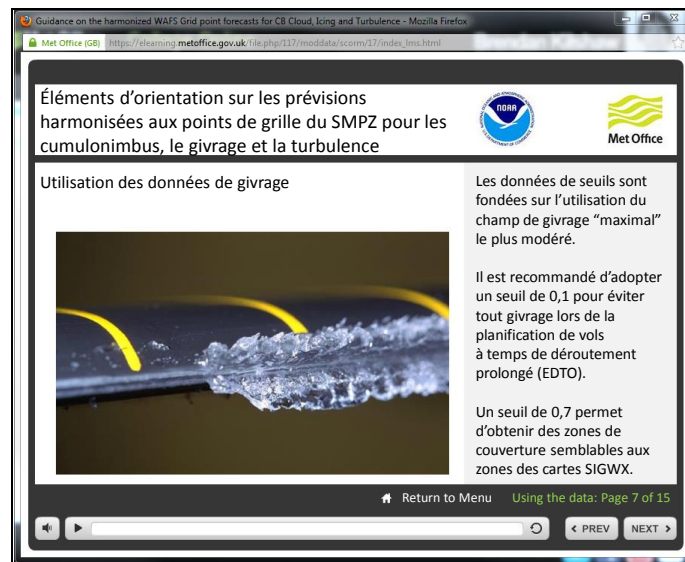 Guidance on the harmonized WAFS Grid point forecasts for CB Cloud, Icing and Turbulence - Mozilla Firefox
Met Office (GB) https://elearning.metoffice.gov.uk/file.php/117/moddata/scorm/17/index_lms.html
Éléments d’orientation sur les prévisions
harmonisées aux points de grille du SMPZ pour les
cumulonimbus, le givrage et la turbulence
NOAA
Met Office
Utilisation des données de givrage
Les données de seuils sont
fondées sur l’utilisation du
champ de givrage “maximal”
le plus modéré.
Il est recommandé d’adopter
un seuil de 0,1 pour éviter
tout givrage lors de la
planification de vols
à temps de déroutement
prolongé (EDTO).
Un seuil de 0,7 permet
d’obtenir des zones de
couverture semblables aux
zones des cartes SIGWX.
Return to Menu Using the data: Page 7 of 15
PREV NEXT